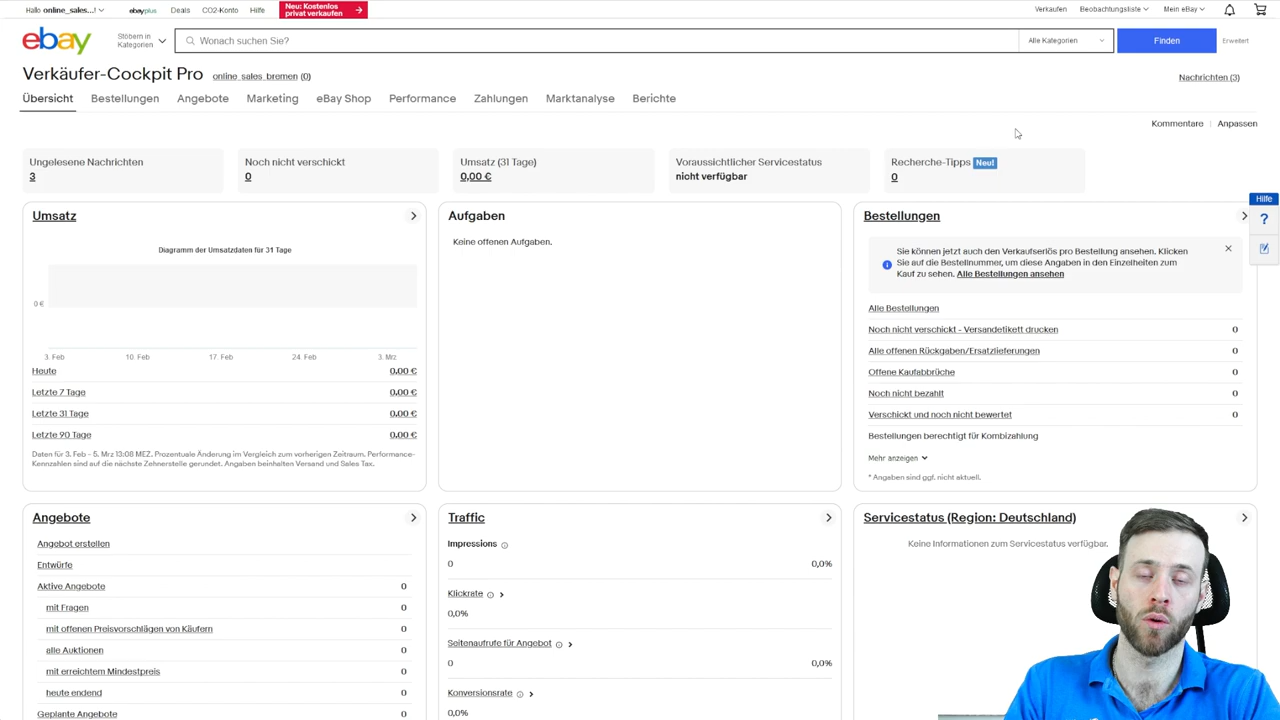 Hallo online_sales...!
ebayplus
Deals
CO2-Konto
Hilfe
Neu: Kostenlos
privat verkaufen
Verkaufen
Beobachtungsliste
Mein eBay
ebay
Stöbern in
Kategorien
Wonach suchen Sie?
Alle Kategorien
Finden
Erweitert
Verkäufer-Cockpit Pro
online_sales_bremen (0)
Nachrichten (3)
Übersicht
Bestellungen
Angebote
Marketing
eBay Shop
Performance
Zahlungen
Marktanalyse
Berichte
Kommentare
Anpassen
Ungelesene Nachrichten
3
Noch nicht verschickt
0
Umsatz (31 Tage)
0,00 €
Voraussichtlicher Servicestatus
nicht verfügbar
Recherche-Tipps Neu!
0
Hilfe
?
Umsatz
Diagramm der Umsatzdaten für 31 Tage
0 €
3. Feb
10. Feb
17. Feb
24. Feb
3. Mrz
Heute 0,00 €
Letzte 7 Tage 0,00 €
Letzte 31 Tage 0,00 €
Letzte 90 Tage 0,00 €
Daten für 3. Feb - 5. Mrz 13:08 MEZ. Prozentuale Änderung im Vergleich zum vorherigen Zeitraum. Performance-
Kennzahlen sind auf die nächste Zehnerstelle gerundet. Angaben beinhalten Versand und Sales Tax.
Aufgaben
Keine offenen Aufgaben.
Bestellungen
Sie können jetzt auch den Verkaufserlös pro Bestellung ansehen. Klicken
Sie auf die Bestellnummer, um diese Angaben in den Einzelheiten zum
Kauf zu sehen. Alle Bestellungen ansehen
Alle Bestellungen
Noch nicht verschickt - Versandetikett drucken 0
Alle offenen Rückgaben/Ersatzlieferungen 0
Offene Kaufabbrüche 0
Noch nicht bezahlt 0
Verschickt und noch nicht bewertet 0
Bestellungen berechtigt für Kombizahlung
Mehr anzeigen
* Angaben sind ggf. nicht aktuell.
Angebote
Angebot erstellen
Entwürfe
Aktive Angebote 0
mit Fragen 0
mit offenen Preisvorschlägen von Käufern 0
alle Auktionen 0
mit erreichtem Mindestpreis 0
heute endend 0
Geplante Angebote 0
Traffic
Impressions
0 0,0%
Klickrate
0,0%
Seitenaufrufe für Angebot
0 0,0%
Konversionsrate
0,0%
Servicestatus (Region: Deutschland)
Keine Informationen zum Servicestatus verfügbar.